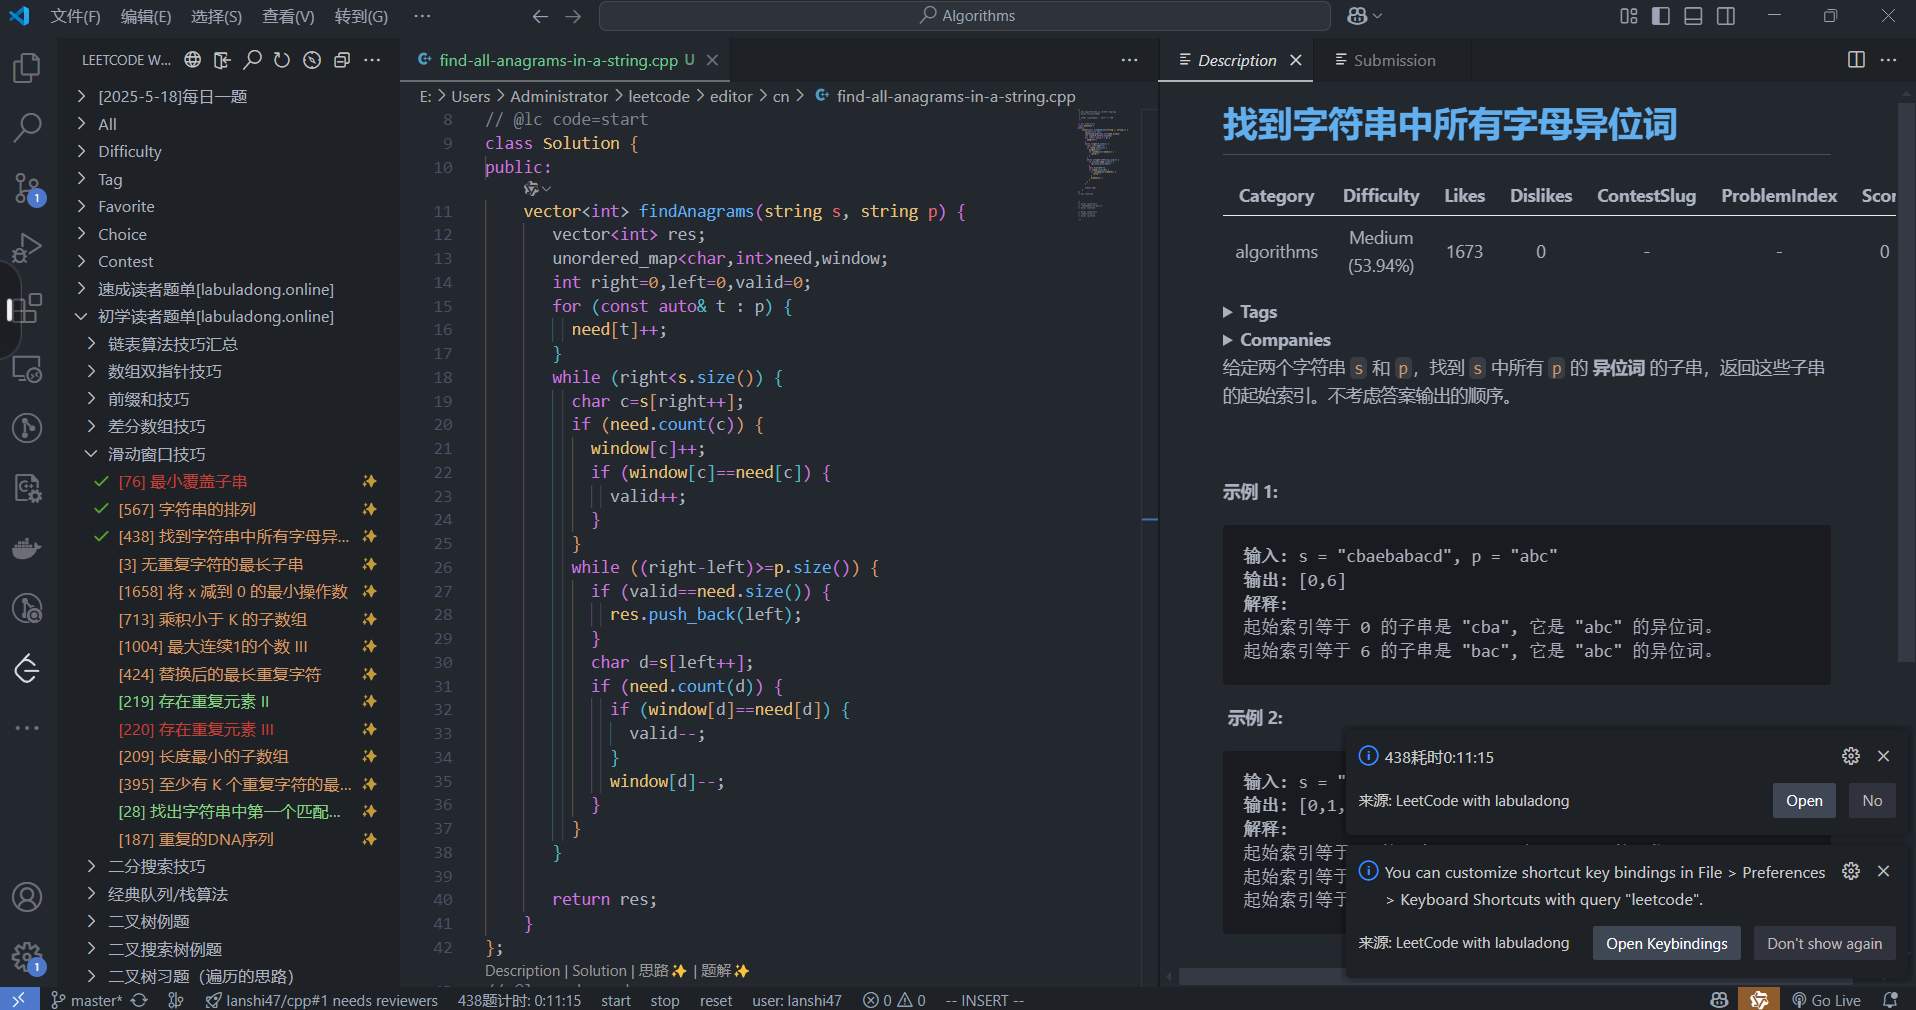 文件(F) 编辑(E) 选择(S) 查看(V) 转到(G) ··· Algorithms
LEETCODE W...
[2025-5-18]每日一题
All
Difficulty
Tag
Favorite
Choice
Contest
速成读者题单[labuladong.online]
初学读者题单[labuladong.online]
链表算法技巧汇总
数组双指针技巧
前缀和技巧
差分数组技巧
滑动窗口技巧
[76] 最小覆盖子串
[567] 字符串的排列
[438] 找到字符串中所有字母异...
[3] 无重复字符的最长子串
[1658] 将 x 减到 0 的最小操作数
[713] 乘积小于 K 的子数组
[1004] 最大连续1的个数 III
[424] 替换后的最长重复字符
[219] 存在重复元素 II
[220] 存在重复元素 III
[209] 长度最小的子数组
[395] 至少有 K 个重复字符的最...
[28] 找出字符串中第一个匹配...
[187] 重复的DNA序列
二分搜索技巧
经典队列/栈算法
二叉树例题
二叉搜索树例题
二叉树习题（遍历的思路）
1
1
find-all-anagrams-in-a-string.cpp U
E: > Users > Administrator > leetcode > editor > cn > find-all-anagrams-in-a-string.cpp
8 // @lc code=start
9 class Solution {
10 public:
11 vector<int> findAnagrams(string s, string p) {
12 vector<int> res;
13 unordered_map<char,int>need,window;
14 int right=0,left=0,valid=0;
15 for (const auto& t : p) {
16 need[t]++;
17 }
18 while (right<s.size()) {
19 char c=s[right++];
20 if (need.count(c)) {
21 window[c]++;
22 if (window[c]==need[c]) {
23 valid++;
24 }
25 }
26 while ((right-left)>=p.size()) {
27 if (valid==need.size()) {
28 res.push_back(left);
29 }
30 char d=s[left++];
31 if (need.count(d)) {
32 if (window[d]==need[d]) {
33 valid--;
34 }
35 window[d]--;
36 }
37 }
38 }
39
40 return res;
41 }
42 };
Description | Solution | 思路✨ | 题解✨
Description Submission
找到字符串中所有字母异位词
Category Difficulty Likes Dislikes ContestSlug ProblemIndex Scor
algorithms Medium (53.94%) 1673 0 - - 0
Tags
Companies
给定两个字符串 s 和 p，找到 s 中所有 p 的 异位词 的子串，返回这些子串
的起始索引。不考虑答案输出的顺序。
示例 1:
输入: s = "cbaebabacd", p = "abc"
输出: [0,6]
解释:
起始索引等于 0 的子串是 "cba", 它是 "abc" 的异位词。
起始索引等于 6 的子串是 "bac", 它是 "abc" 的异位词。
示例 2:
输入: s = "
输出: [0,1,
解释:
起始索引等于
起始索引等于
起始索引等于
438耗时0:11:15
来源: LeetCode with labuladong Open No
You can customize shortcut key bindings in File > Preferences
> Keyboard Shortcuts with query "leetcode".
来源: LeetCode with labuladong Open Keybindings Don't show again
master* lanshi47/cpp#1 needs reviewers 438题计时: 0:11:15 start stop reset user: lanshi47 0 0 -- INSERT -- Go Live